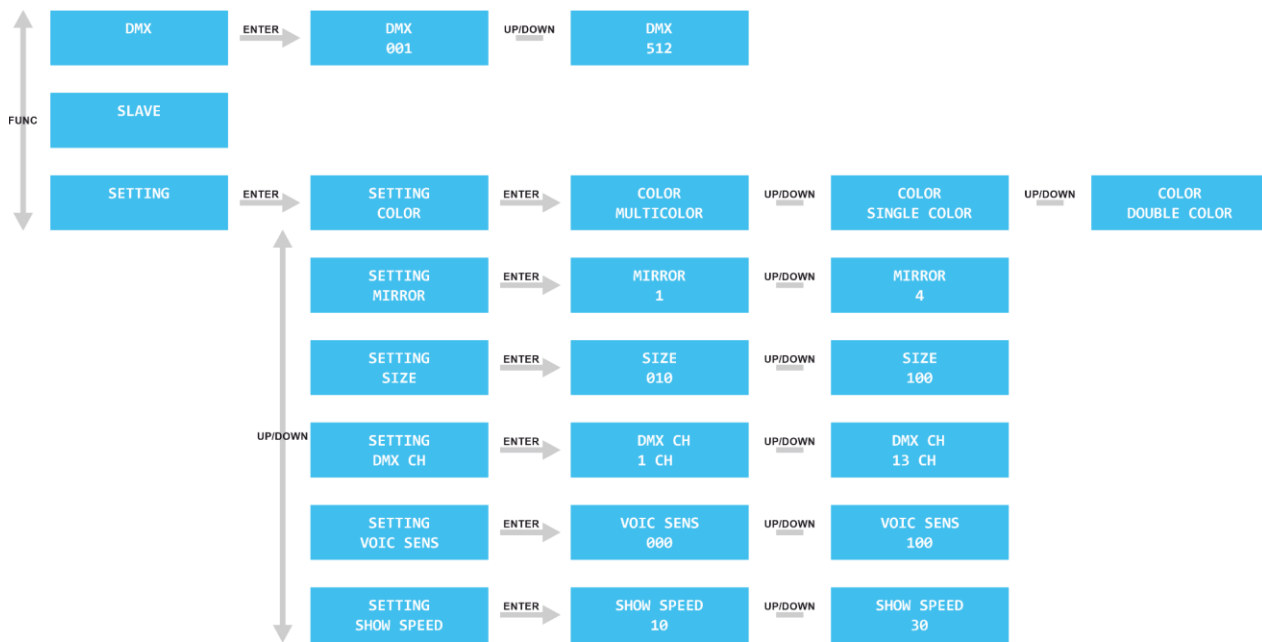 DMX
ENTER
DMX
001
UP/DOWN
DMX
512
FUNC
SLAVE
SETTING
ENTER
SETTING
COLOR
ENTER
COLOR
MULTICOLOR
UP/DOWN
COLOR
SINGLE COLOR
UP/DOWN
COLOR
DOUBLE COLOR
UP/DOWN
SETTING
MIRROR
ENTER
MIRROR
1
UP/DOWN
MIRROR
4
SETTING
SIZE
ENTER
SIZE
010
UP/DOWN
SIZE
100
SETTING
DMX CH
ENTER
DMX CH
1 CH
UP/DOWN
DMX CH
13 CH
SETTING
VOIC SENS
ENTER
VOIC SENS
000
UP/DOWN
VOIC SENS
100
SETTING
SHOW SPEED
ENTER
SHOW SPEED
10
UP/DOWN
SHOW SPEED
30